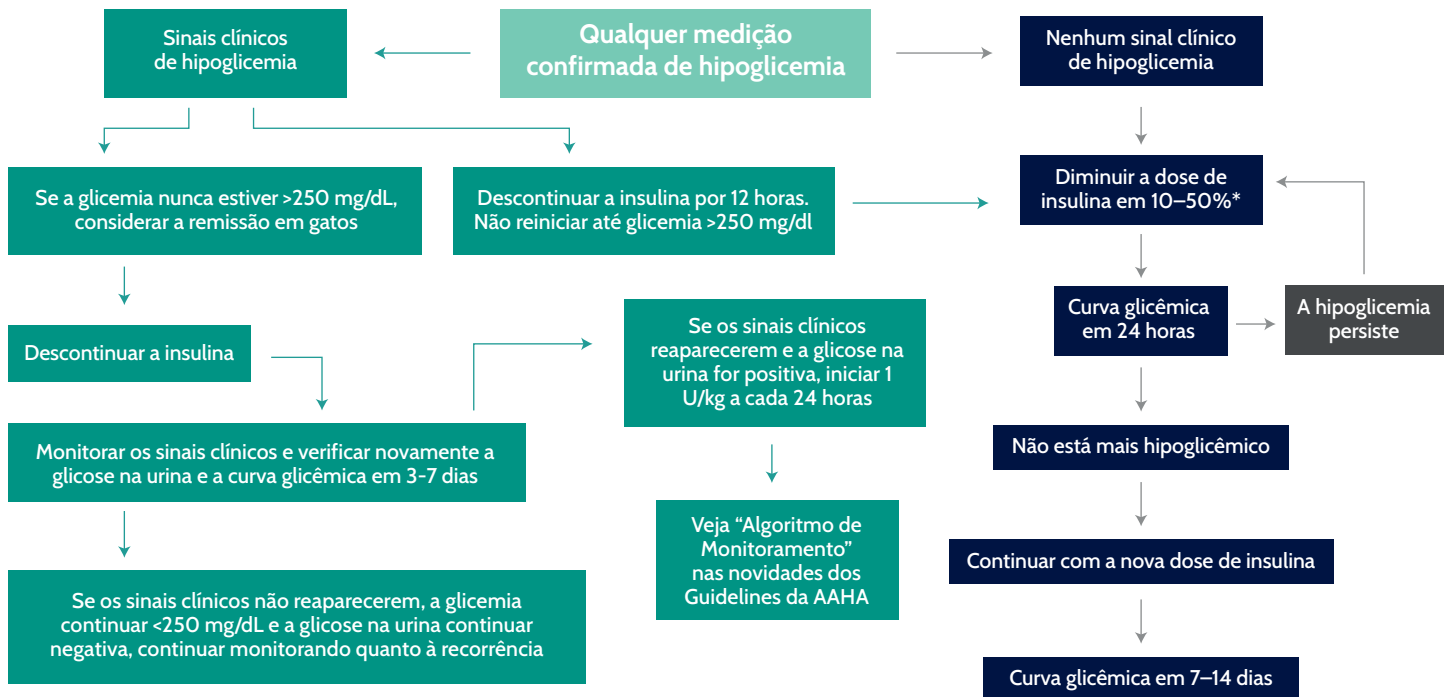 Sinais clínicos
de hipoglicemia
Qualquer medição
confirmada de hipoglicemia
Nenhum sinal clínico
de hipoglicemia
Se a glicemia nunca estiver >250 mg/dL,
considerar a remissão em gatos
Descontinuar a insulina por 12 horas.
Não reiniciar até glicemia >250 mg/dl
Diminuir a dose de
insulina em 10–50%*
Curva glicêmica
em 24 horas
A hipoglicemia
persiste
Descontinuar a insulina
Se os sinais clínicos
reaparecerem e a glicose na
urina for positiva, iniciar 1
U/kg a cada 24 horas
Monitorar os sinais clínicos e verificar novamente a
glicose na urina e a curva glicêmica em 3-7 dias
Não está mais hipoglicêmico
Veja “Algoritmo de
Monitoramento”
nas novidades dos
Guidelines da AAHA
Continuar com a nova dose de insulina
Se os sinais clínicos não reaparecerem, a glicemia
continuar <250 mg/dL e a glicose na urina continuar
negativa, continuar monitorando quanto à recorrência
Curva glicêmica em 7–14 dias